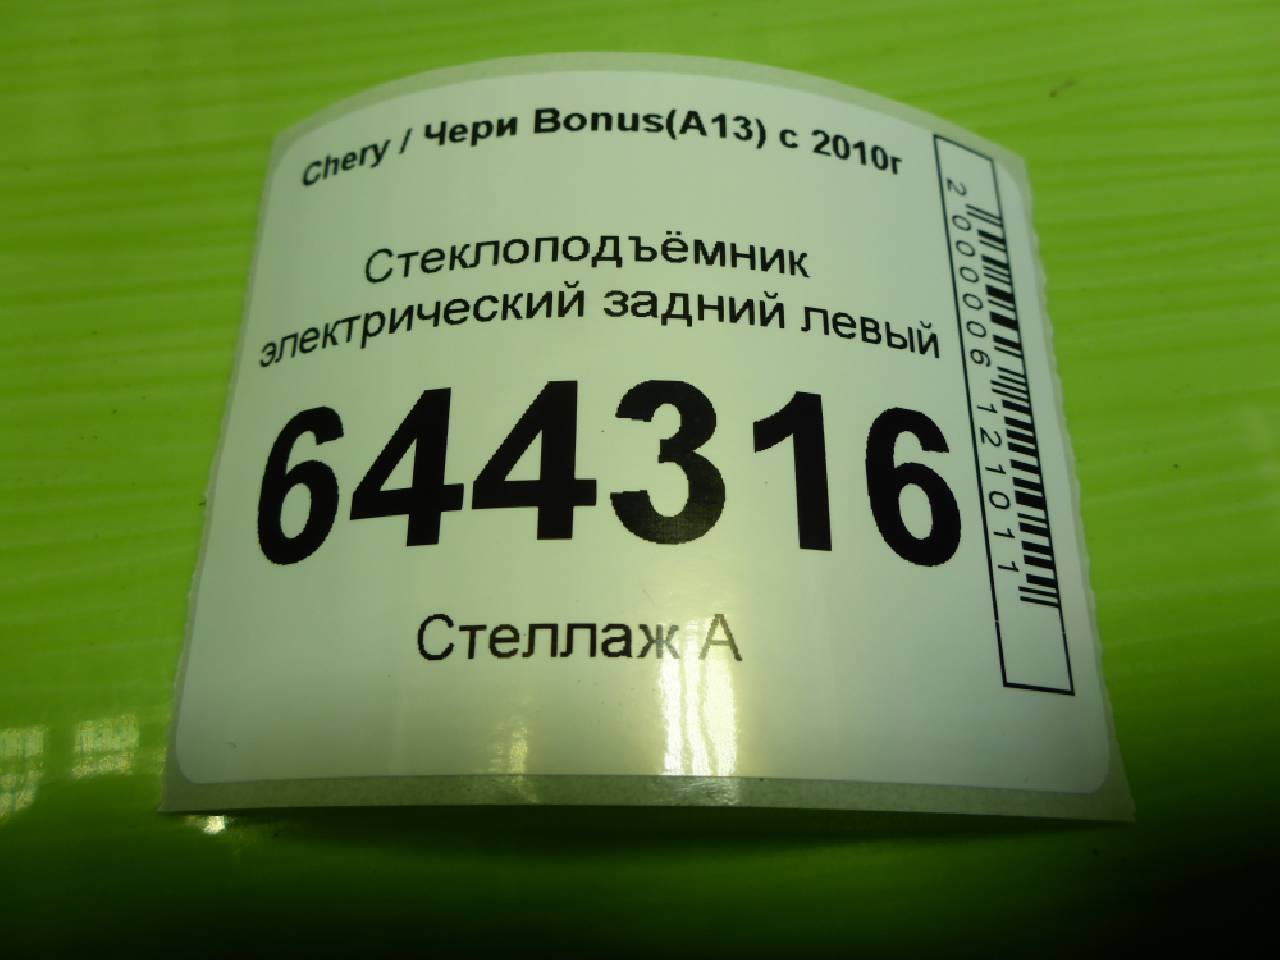 Chery / Чери Bonus(A13) с 2010г
Стеклоподъёмник
электрический задний левый
644316
Стеллаж А
2000006121011